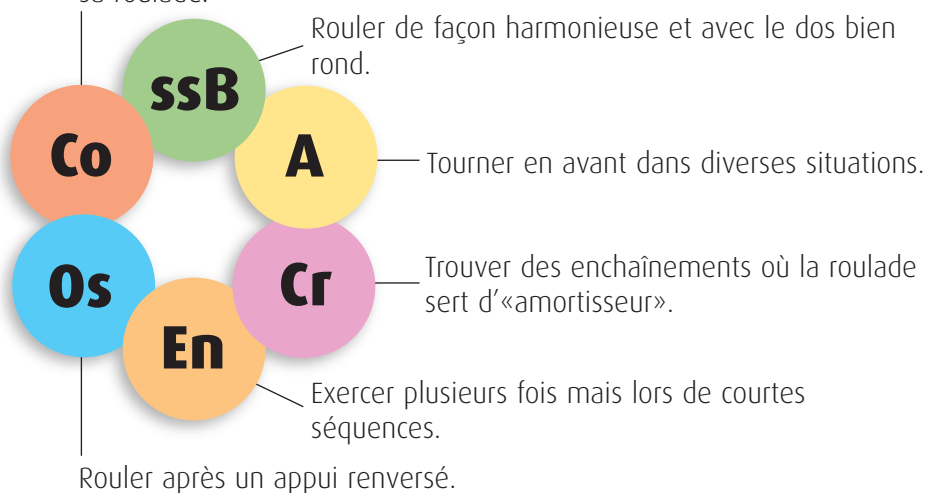 sa roulade.
Rouler de façon harmonieuse et avec le dos bien
rond.
ssB
Co
A
Tourner en avant dans diverses situations.
Os
Cr
Trouver des enchaînements où la roulade
sert d'«amortisseur».
En
Exercer plusieurs fois mais lors de courtes
séquences.
Rouler après un appui renversé.